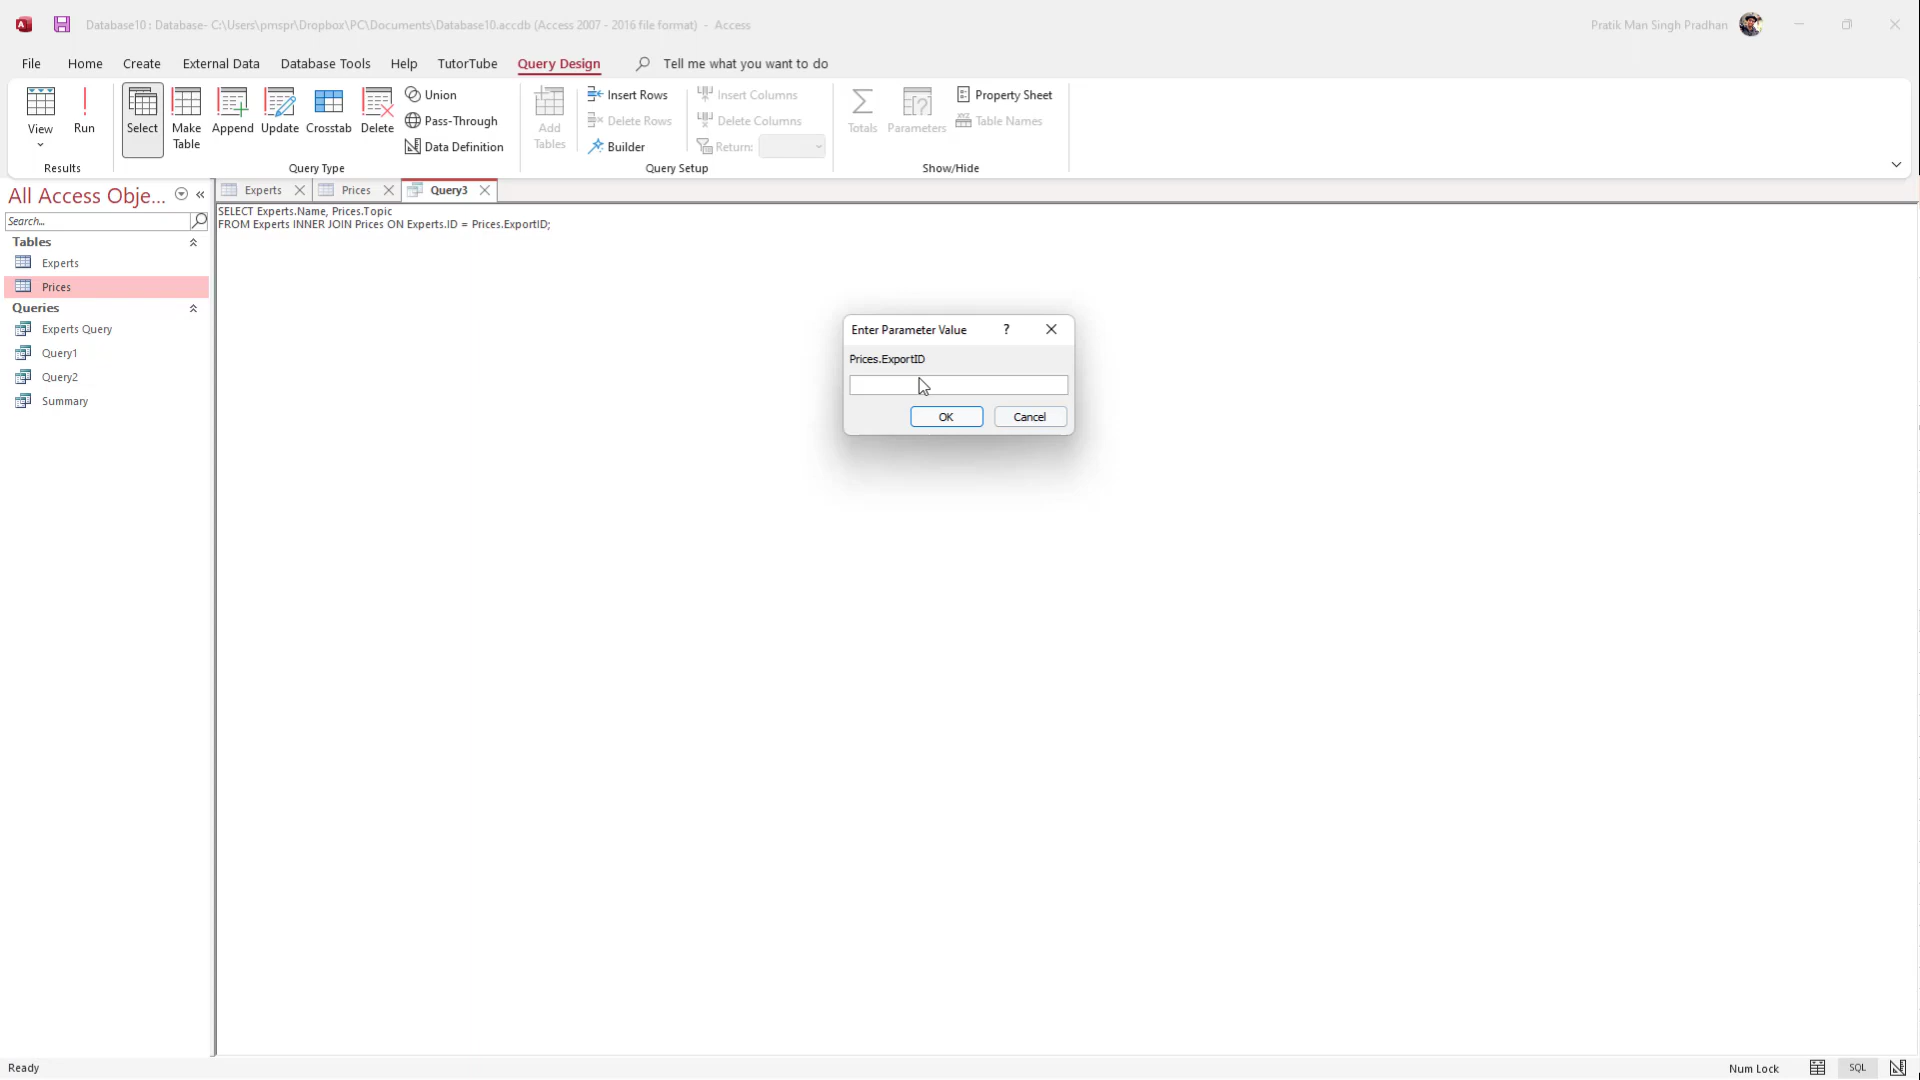 Database10 : Database- C:\Users\pmspr\Dropbox\PC\Documents\Database10.accdb (Access 2007 - 2016 file format) - Access
Pratik Man Singh Pradhan
File Home Create External Data Database Tools Help TutorTube Query Design Tell me what you want to do
View
Run
Results
Select
Make Table
Append
Update
Crosstab
Delete
Union
Pass-Through
Data Definition
Query Type
Add Tables
Insert Rows
Delete Rows
Builder
Insert Columns
Delete Columns
Return:
Query Setup
Totals
Parameters
Property Sheet
Table Names
Show/Hide
All Access Obje...
Search...
Tables
Experts
Prices
Queries
Experts Query
Query1
Query2
Summary
Experts Prices Query3
SELECT Experts.Name, Prices.Topic
FROM Experts INNER JOIN Prices ON Experts.ID = Prices.ExportID;
Enter Parameter Value ?
Prices.ExportID
OK Cancel
Ready
Num Lock
SQL